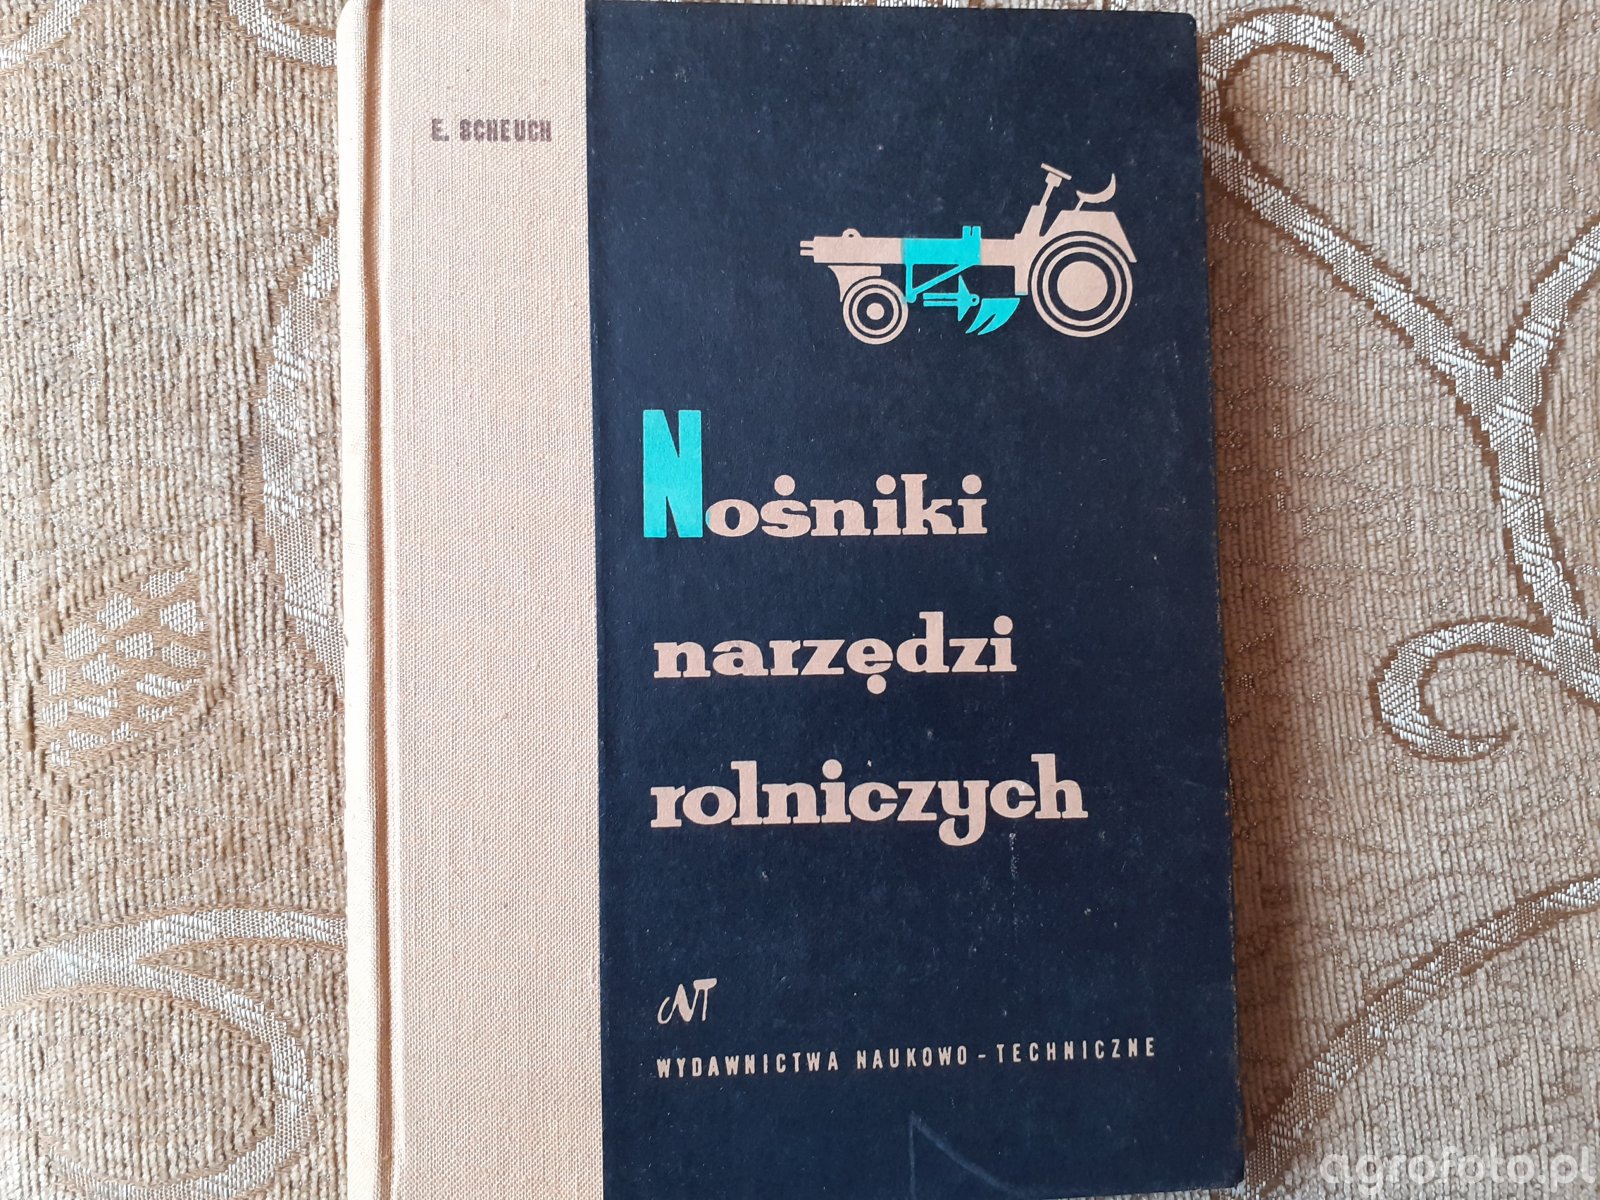 E. SCHEUCH
Nośniki
narzędzi
rolniczych
WNT
WYDAWNICTWA NAUKOWO-TECHNICZNE
agrofoto.pl